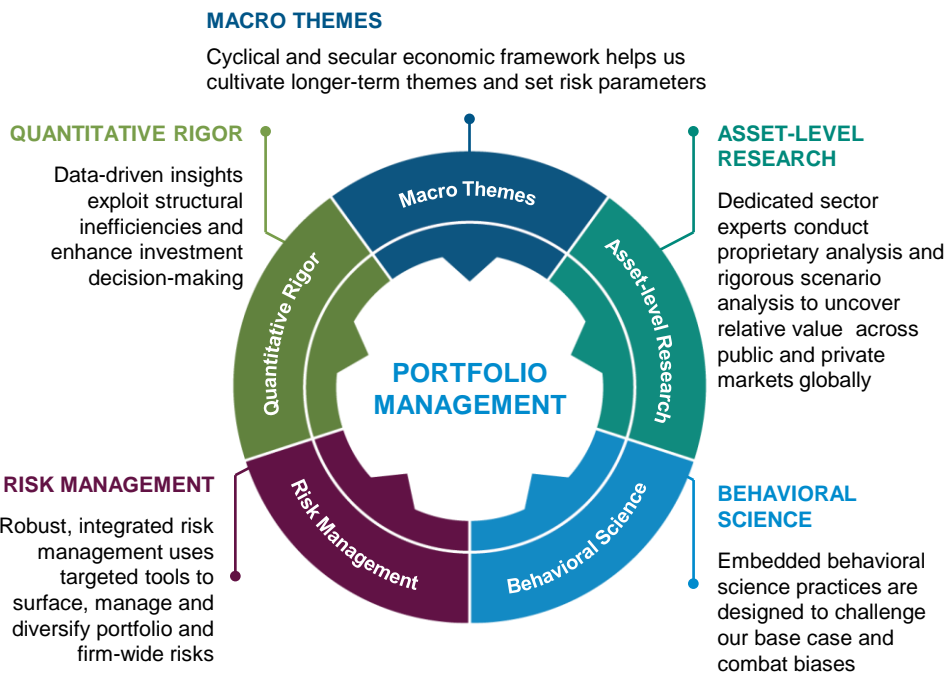 MACRO THEMES
Cyclical and secular economic framework helps us
cultivate longer-term themes and set risk parameters
QUANTITATIVE RIGOR
Data-driven insights
exploit structural
inefficiencies and
enhance investment
decision-making
ASSET-LEVEL
RESEARCH
Dedicated sector
experts conduct
proprietary analysis and
rigorous scenario
analysis to uncover
relative value across
public and private
markets globally
Macro Themes
Quantitative Rigor
Asset-level Research
PORTFOLIO
MANAGEMENT
Risk Management
Behavioral Science
RISK MANAGEMENT
Robust, integrated risk
management uses
targeted tools to
surface, manage and
diversify portfolio and
firm-wide risks
BEHAVIORAL
SCIENCE
Embedded behavioral
science practices are
designed to challenge
our base case and
combat biases